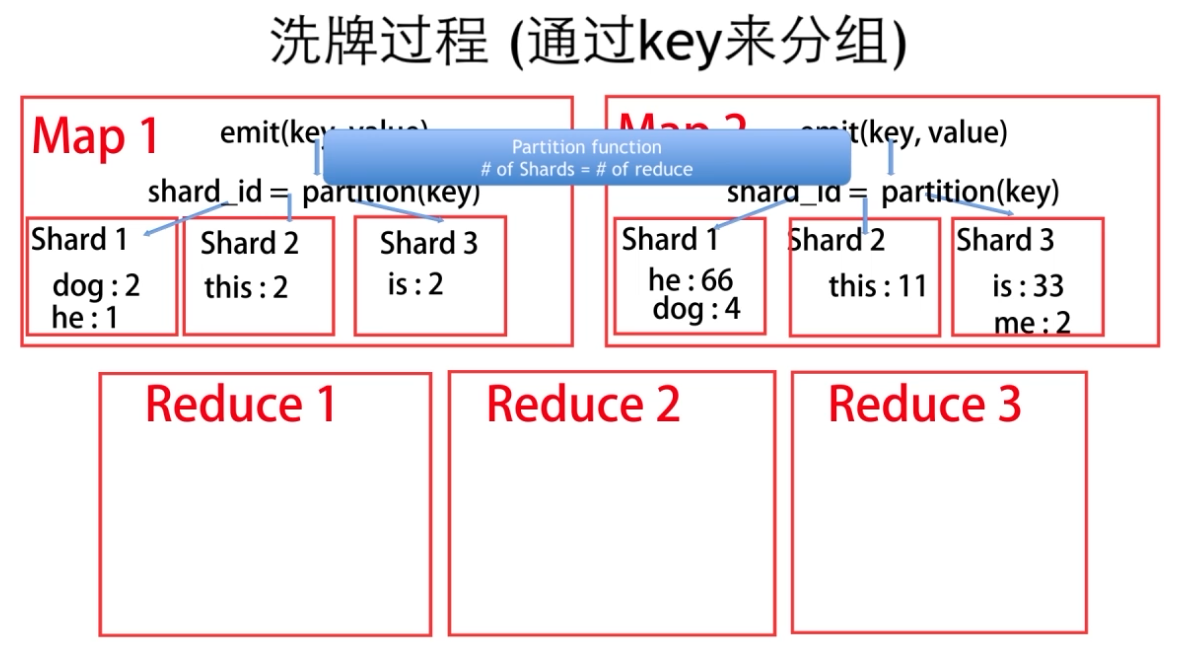 洗牌过程 (通过key来分组)
Map 1
emit(key, value)
Partition function
# of Shards = # of reduce
shard_id = partition(key)
Shard 1
dog : 2
he : 1
Shard 2
this : 2
Shard 3
is : 2
Map 2
emit(key, value)
shard_id = partition(key)
Shard 1
he : 66
dog : 4
Shard 2
this : 11
Shard 3
is : 33
me : 2
Reduce 1
Reduce 2
Reduce 3